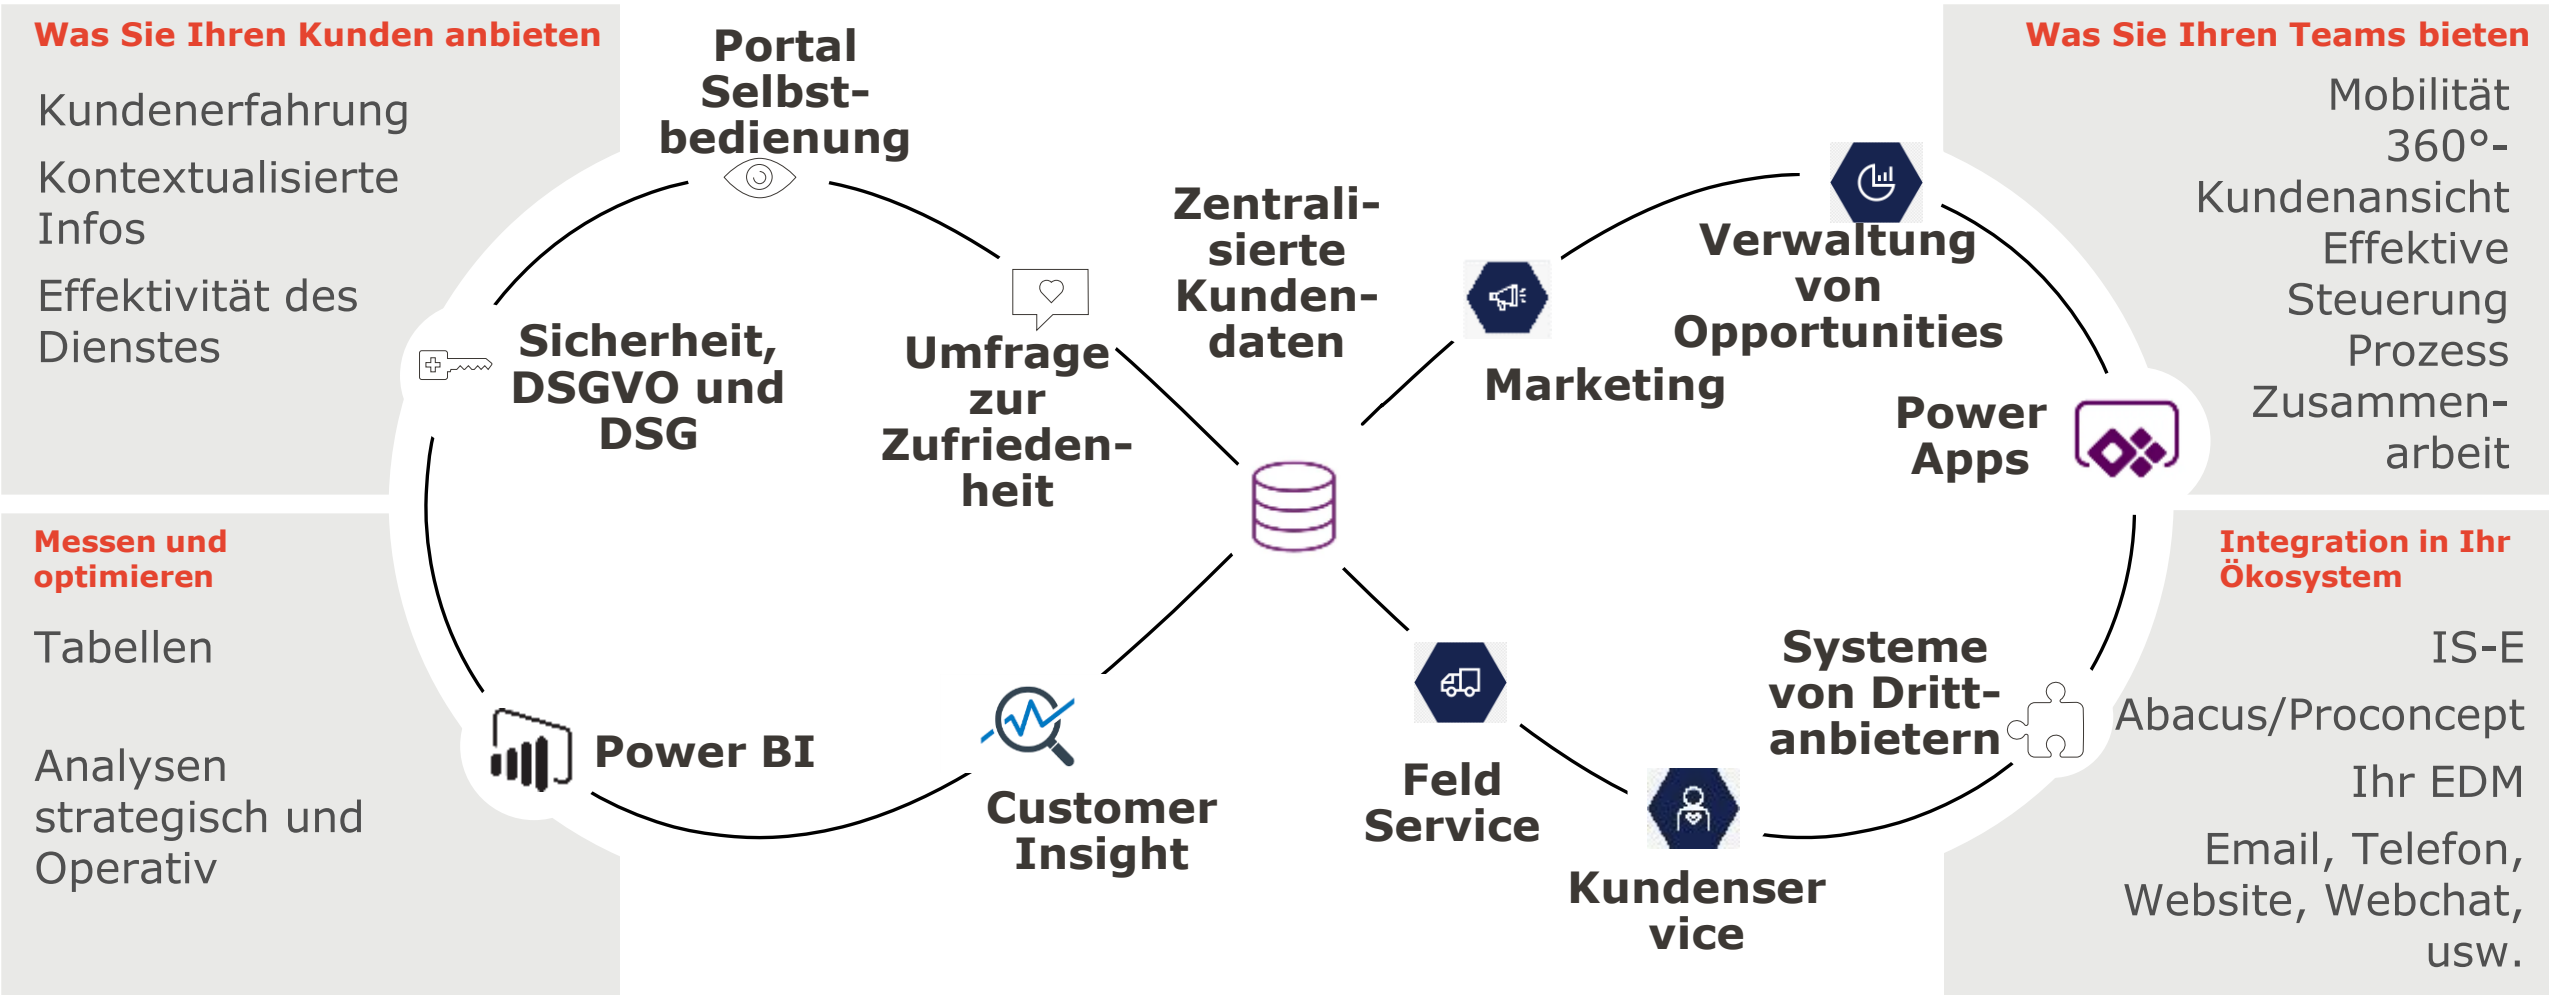 Was Sie Ihren Kunden anbieten
Kundenerfahrung
Kontextualisierte
Infos
Effektivität des
Dienstes
Portal
Selbst-
bedienung
Sicherheit,
DSGVO und
DSG
Umfrage
zur
Zufrieden-
heit
Zentrali-
sierte
Kunden-
daten
Marketing
Verwaltung
von
Opportunities
Power
Apps
Was Sie Ihren Teams bieten
Mobilität
360°-
Kundenansicht
Effektive
Steuerung
Prozess
Zusammen-
arbeit
Messen und
optimieren
Tabellen
Analysen
strategisch und
Operativ
Power BI
Customer
Insight
Feld
Service
Kundenser
vice
Systeme
von Dritt-
anbietern
Integration in Ihr
Ökosystem
IS-E
Abacus/Proconcept
Ihr EDM
Email, Telefon,
Website, Webchat,
usw.